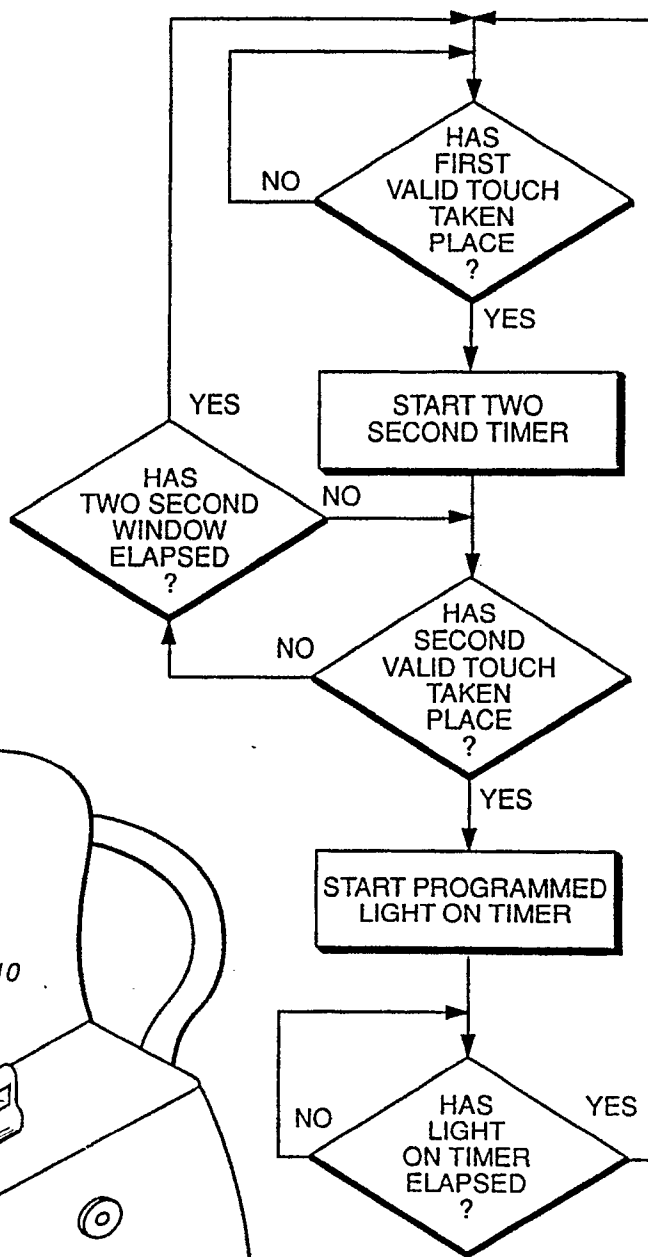 HAS
FIRST
VALID TOUCH
TAKEN
PLACE
?
NO
YES
START TWO
SECOND TIMER
YES
HAS
TWO SECOND
WINDOW
ELAPSED
?
NO
HAS
SECOND
VALID TOUCH
TAKEN
PLACE
?
NO
YES
START PROGRAMMED
LIGHT ON TIMER
10
HAS
LIGHT
ON TIMER
ELAPSED
?
NO
YES